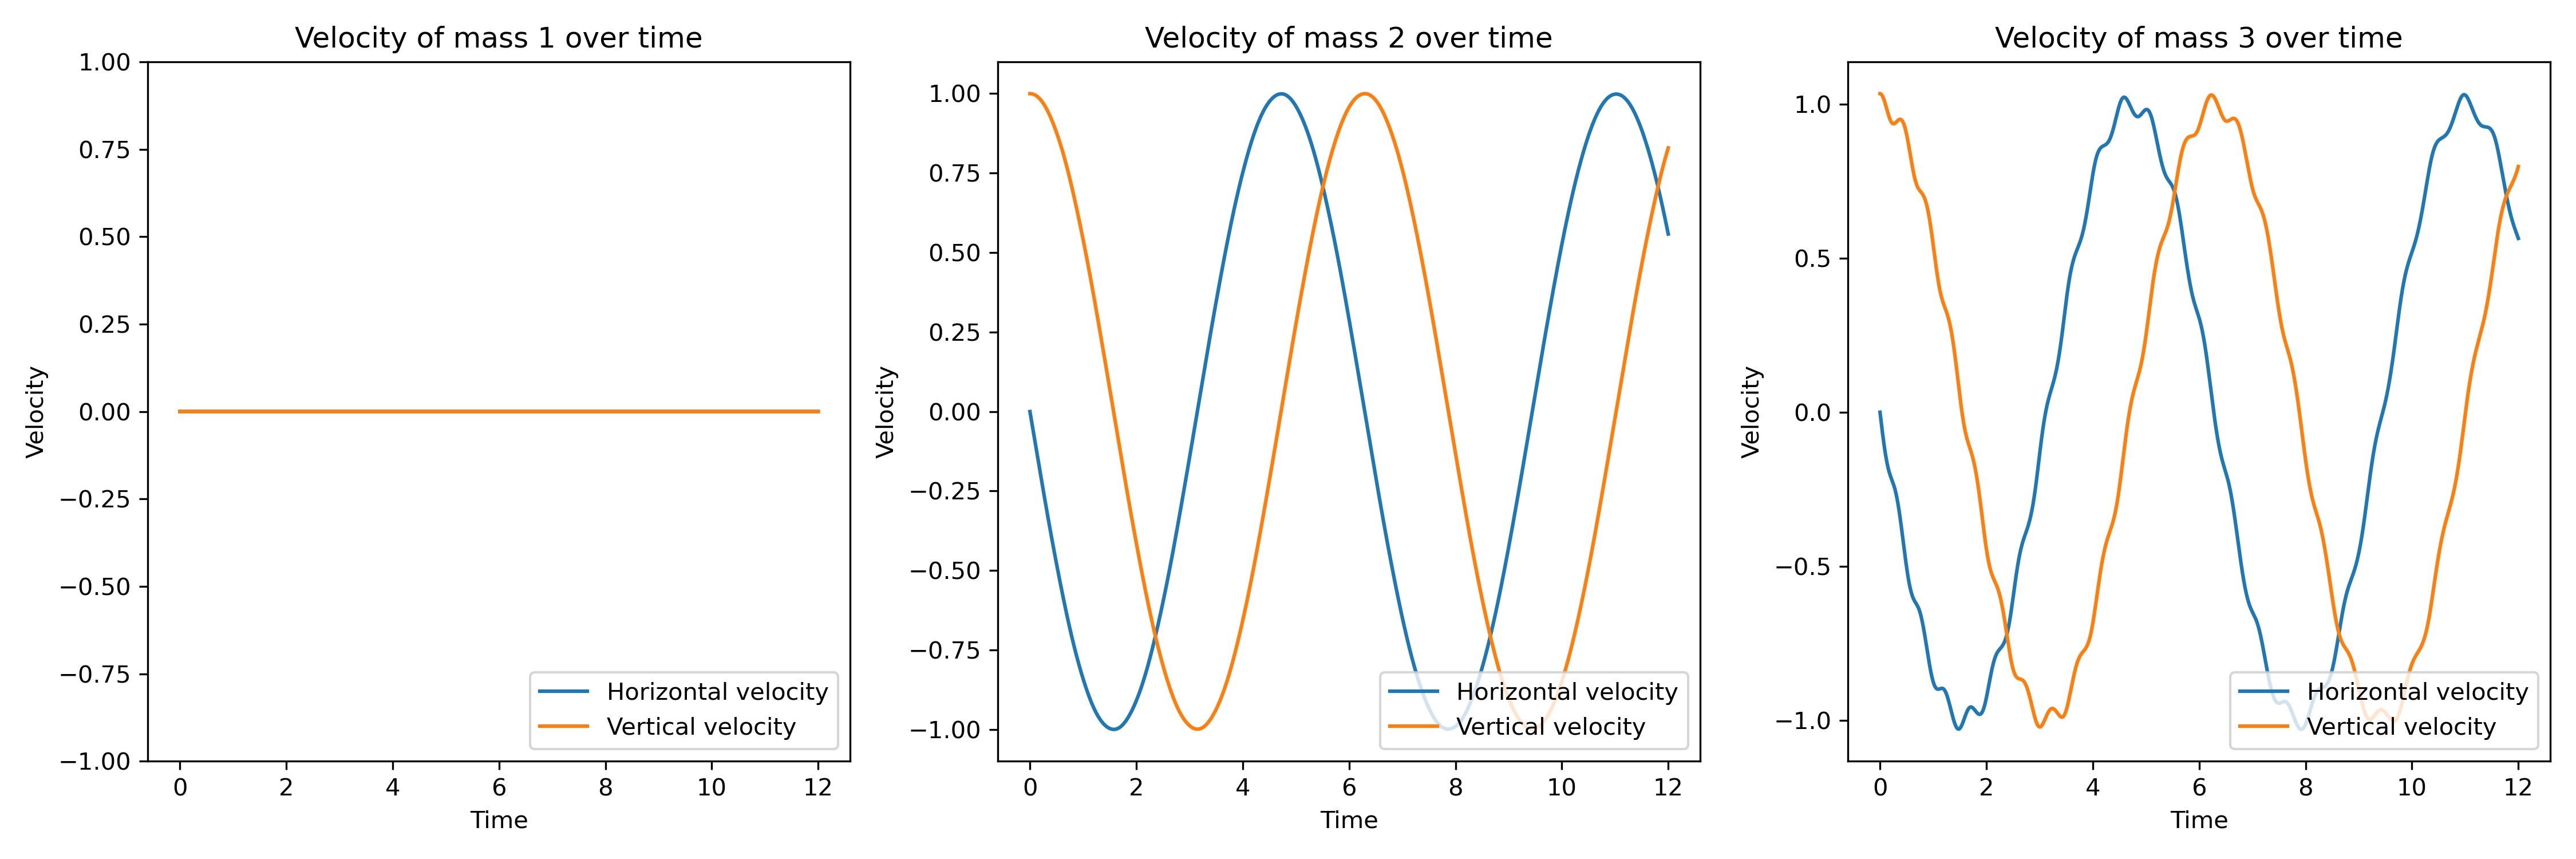 Velocity of mass 1 over time
1.00
0.75
0.50
0.25
0.00
−0.25
−0.50
−0.75
−1.00
Velocity
0 2 4 6 8 10 12
Time
Horizontal velocity
Vertical velocity
Velocity of mass 2 over time
1.00
0.75
0.50
0.25
0.00
−0.25
−0.50
−0.75
−1.00
Velocity
0 2 4 6 8 10 12
Time
Horizontal velocity
Vertical velocity
Velocity of mass 3 over time
1.0
0.5
0.0
−0.5
−1.0
Velocity
0 2 4 6 8 10 12
Time
Horizontal velocity
Vertical velocity